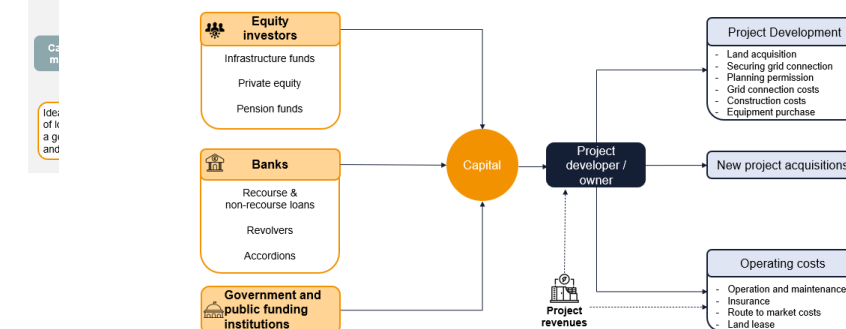 Equity
investors
Infrastructure funds
Private equity
Pension funds
Banks
Recourse &
non-recourse loans
Revolvers
Accordions
Government and
public funding
institutions
Capital
Project
developer /
owner
Project
revenues
Project Development
- Land acquisition
- Securing grid connection
- Planning permission
- Grid connection costs
- Construction costs
- Equipment purchase
New project acquisitions
Operating costs
- Operation and maintenance
- Insurance
- Route to market costs
- Land lease
of
and